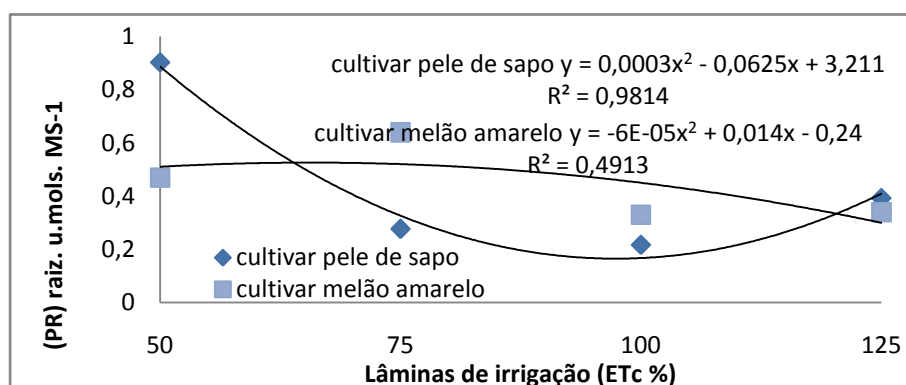 1
0,8
0,6
0,4
0,2
0
(PR) raiz. u.mols. MS-1
cultivar pele de sapo y = 0,0003x² - 0,0625x + 3,211
R² = 0,9814
cultivar melão amarelo y = -6E-05x² + 0,014x - 0,24
R² = 0,4913
cultivar pele de sapo
cultivar melão amarelo
50 75 100 125
Lâminas de irrigação (ETc %)